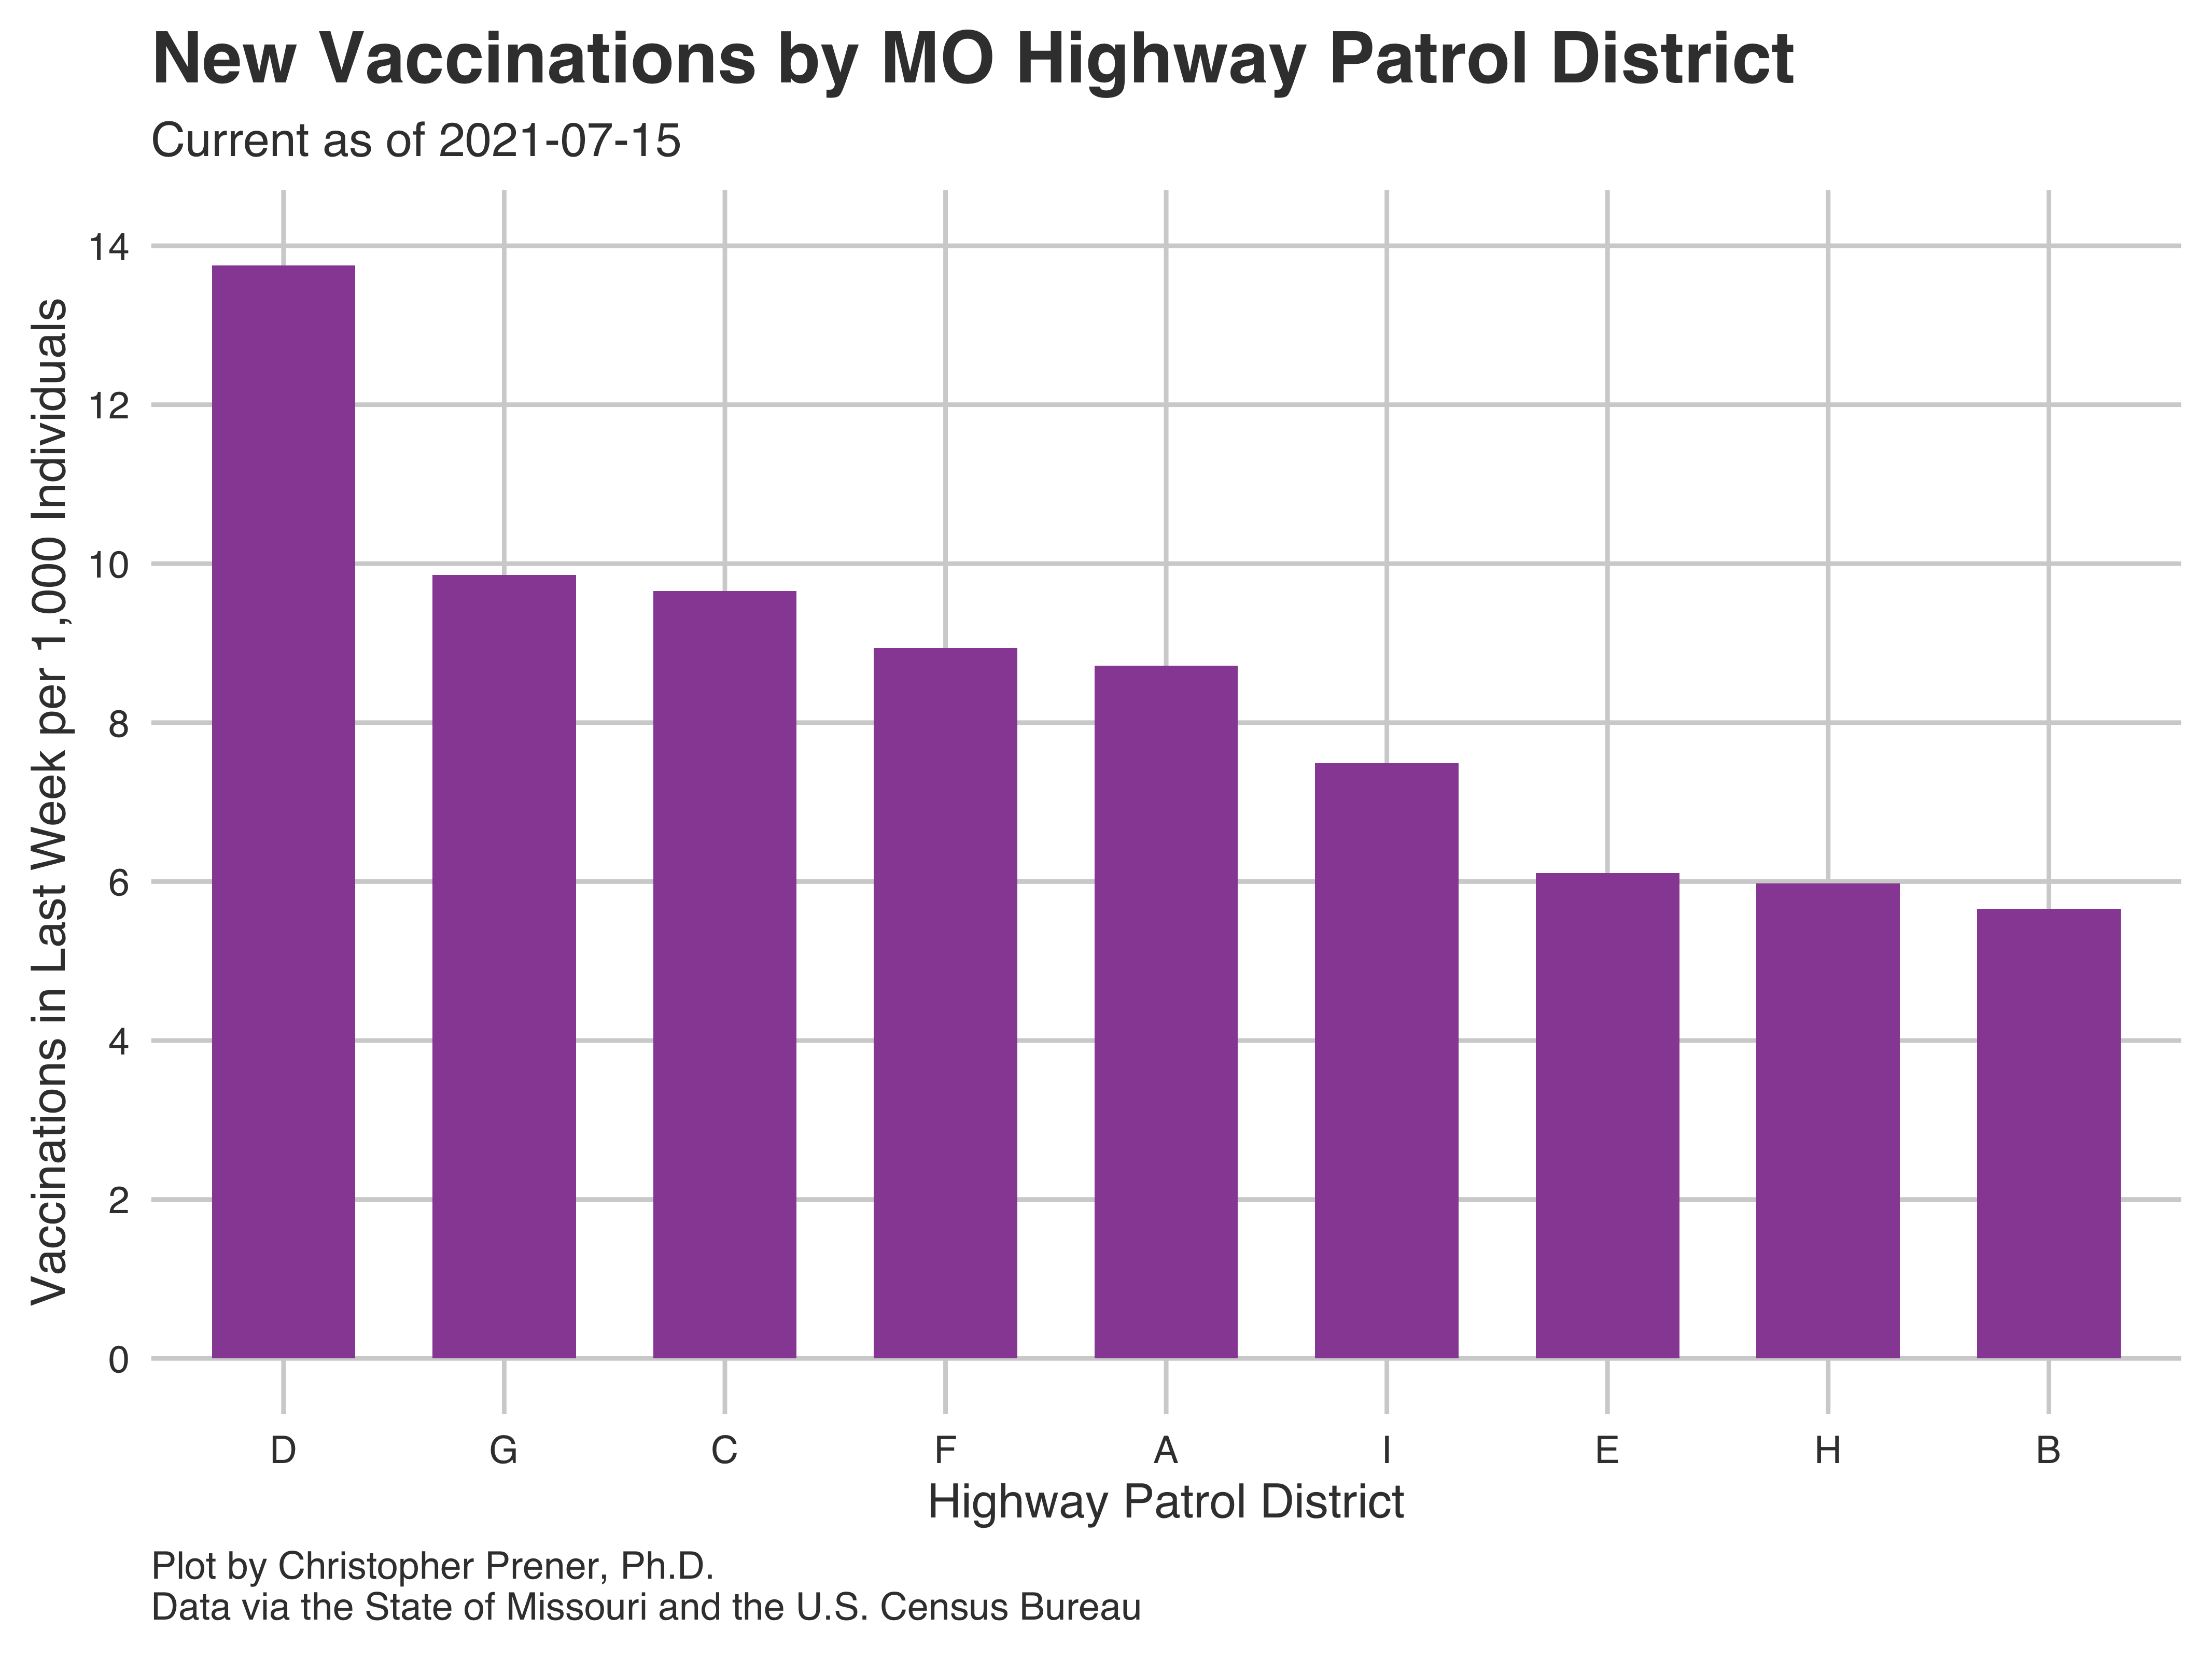 New Vaccinations by MO Highway Patrol District
Current as of 2021-07-15
Vaccinations in Last Week per 1,000 Individuals
14
12
10
8
6
4
2
0
D G C F A I E H B
Highway Patrol District
Plot by Christopher Prener, Ph.D.
Data via the State of Missouri and the U.S. Census Bureau